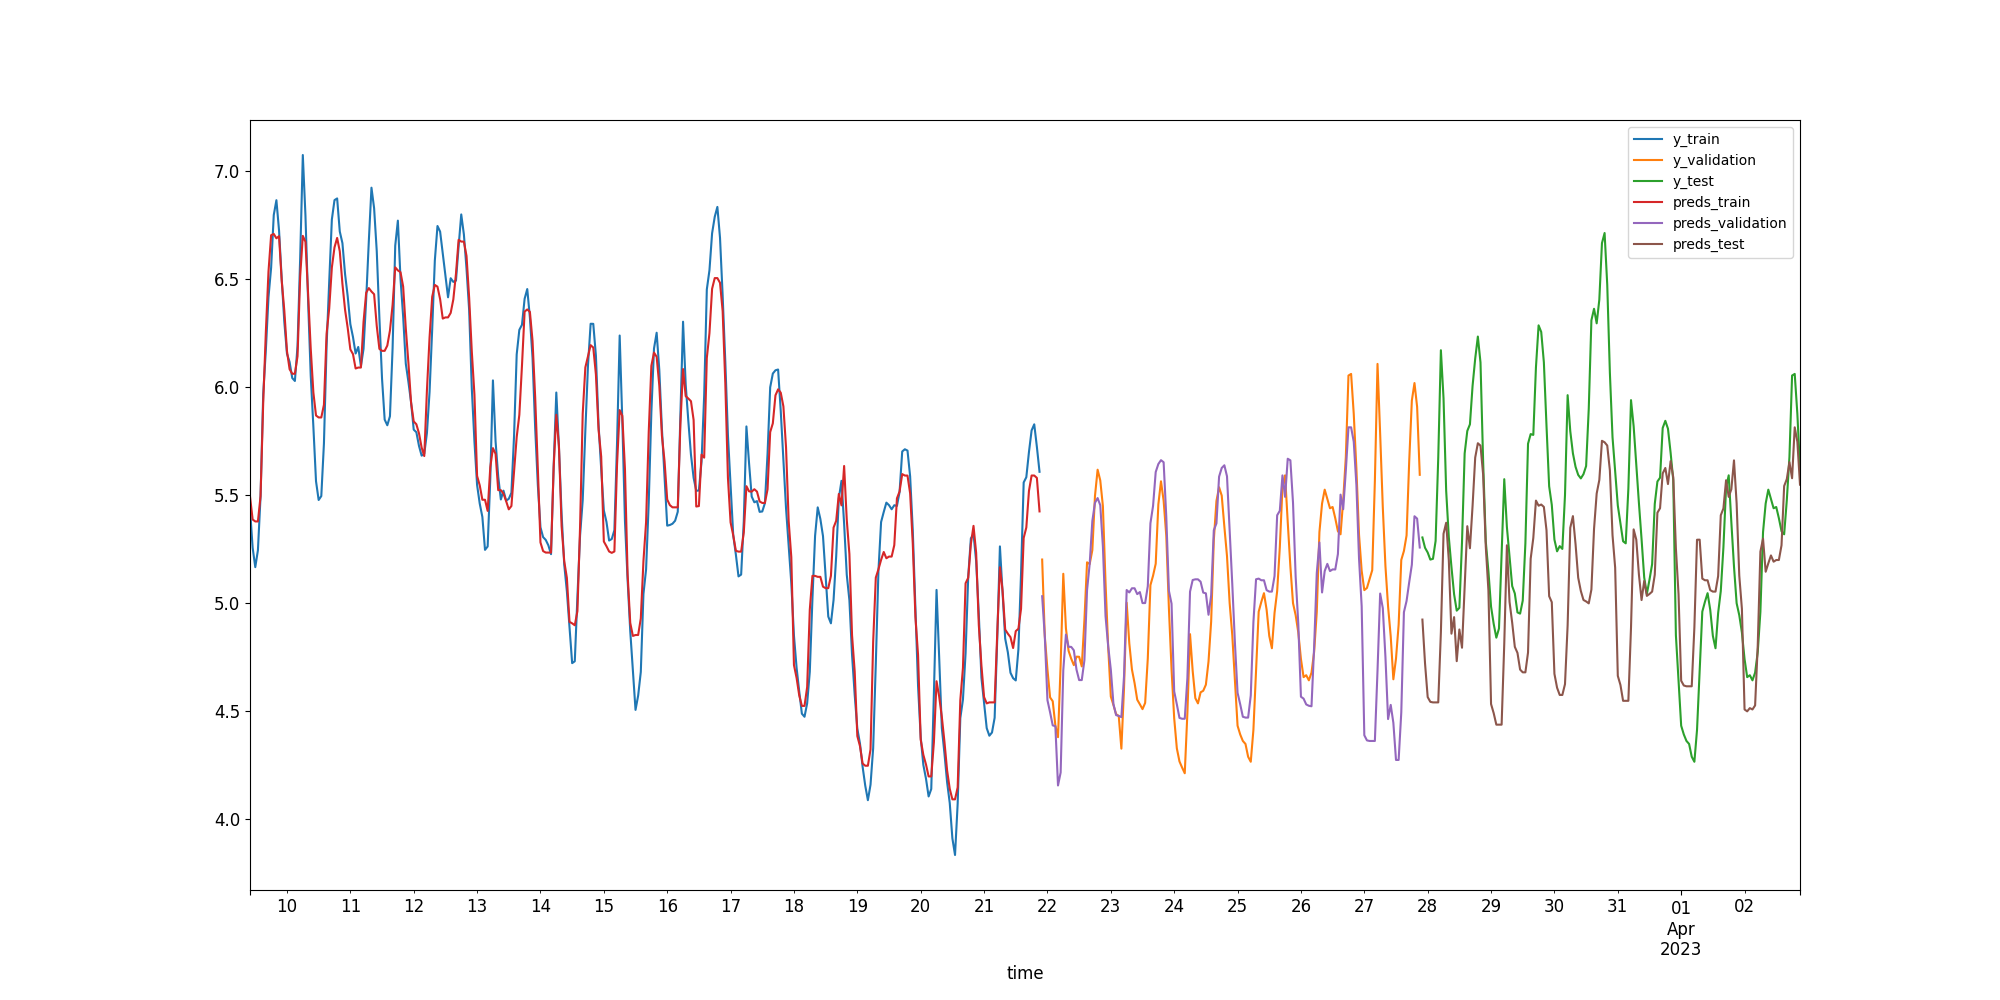 y_train
y_validation
y_test
preds_train
preds_validation
preds_test
7.0
6.5
6.0
5.5
5.0
4.5
4.0
10 11 12 13 14 15 16 17 18 19 20 21 22 23 24 25 26 27 28 29 30 31 01 02
Apr
2023
time